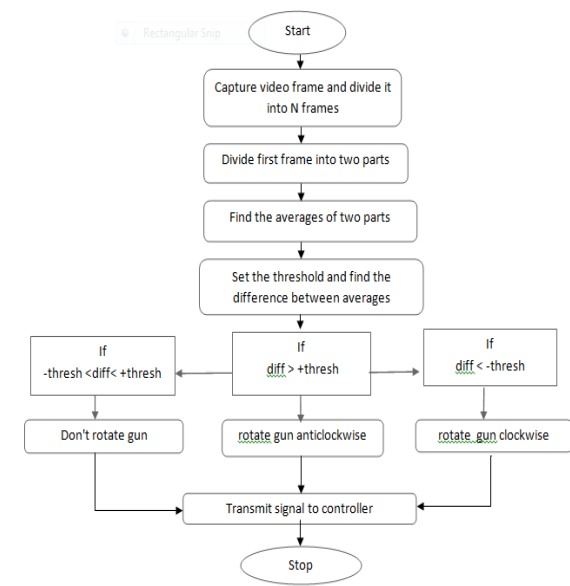 Start
Rectangular Snip
Capture video frame and divide it
into N frames
Divide first frame into two parts
Find the averages of two parts
Set the threshold and find the
difference between averages
If
-thresh <diff< +thresh
If
diff > +thresh
If
diff < -thresh
Don't rotate gun
rotate gun anticlockwise
rotate gun clockwise
Transmit signal to controller
Stop